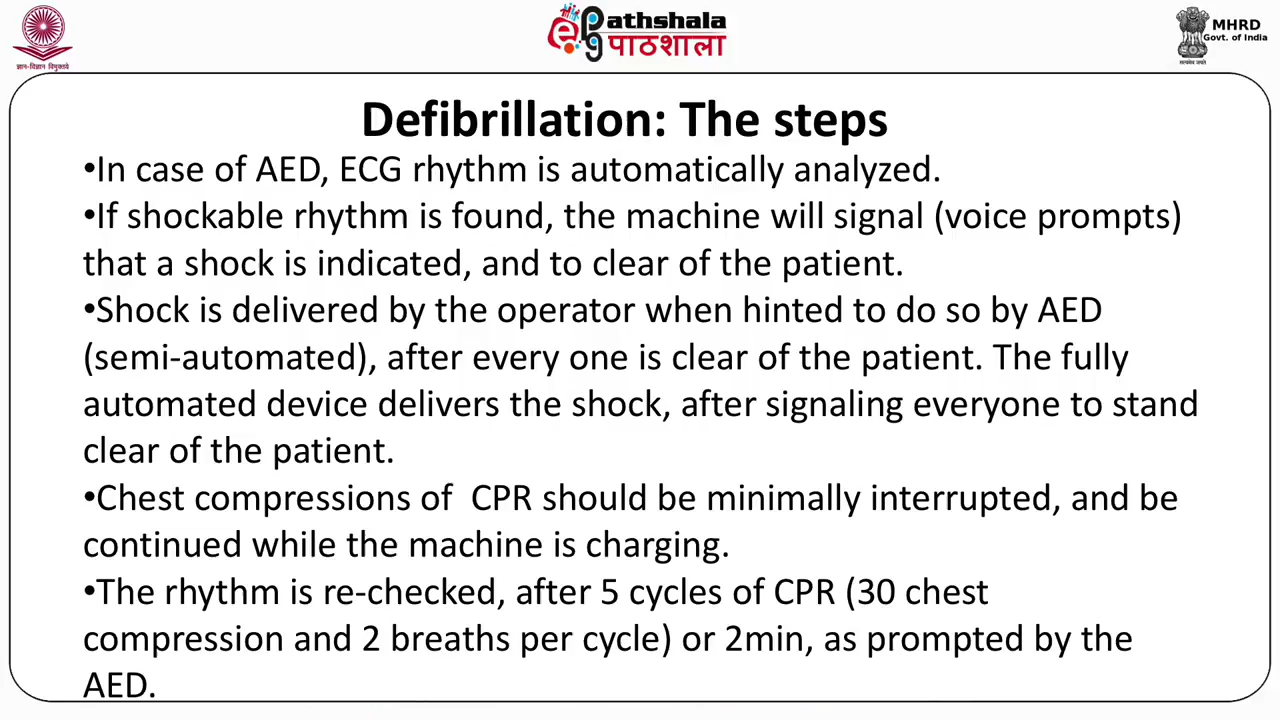 ज्ञान-विज्ञान विमुक्तये
ePathshala
पाठशाला
सत्यमेव जयते
MHRD
Govt. of India
Defibrillation: The steps
•In case of AED, ECG rhythm is automatically analyzed.
•If shockable rhythm is found, the machine will signal (voice prompts)
that a shock is indicated, and to clear of the patient.
•Shock is delivered by the operator when hinted to do so by AED
(semi-automated), after every one is clear of the patient. The fully
automated device delivers the shock, after signaling everyone to stand
clear of the patient.
•Chest compressions of  CPR should be minimally interrupted, and be
continued while the machine is charging.
•The rhythm is re-checked, after 5 cycles of CPR (30 chest
compression and 2 breaths per cycle) or 2min, as prompted by the
AED.